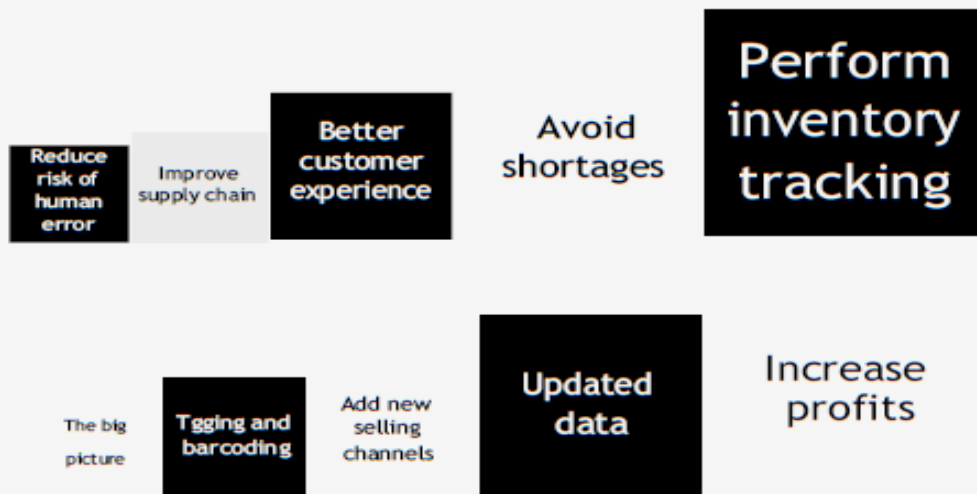 Reduce
risk of
human
error
Improve
supply chain
Better
customer
experience
Avoid
shortages
Perform
inventory
tracking
The big
picture
Tgging and
barcoding
Add new
selling
channels
Updated
data
Increase
profits